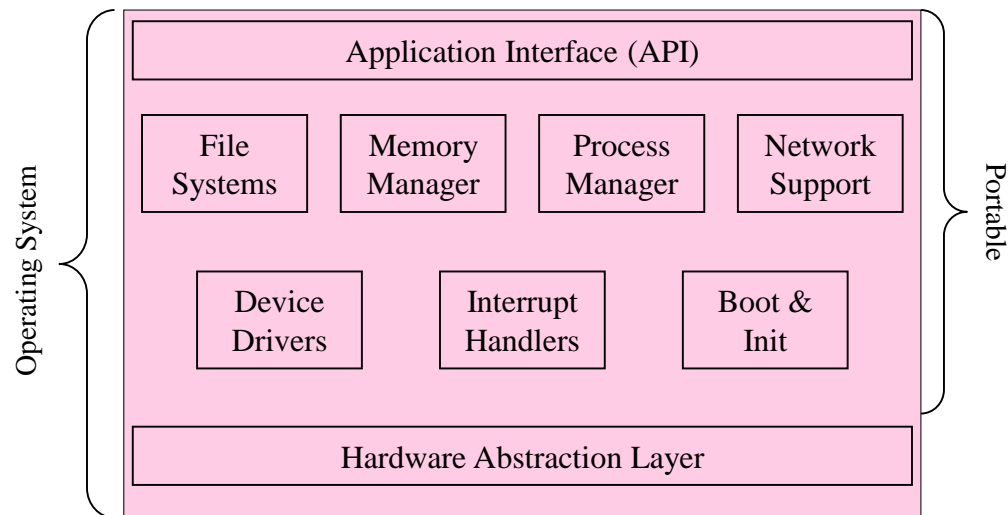 Application Interface (API)
File
Systems
Memory
Manager
Process
Manager
Network
Support
Device
Drivers
Interrupt
Handlers
Boot &
Init
Hardware Abstraction Layer
Operating System
Portable